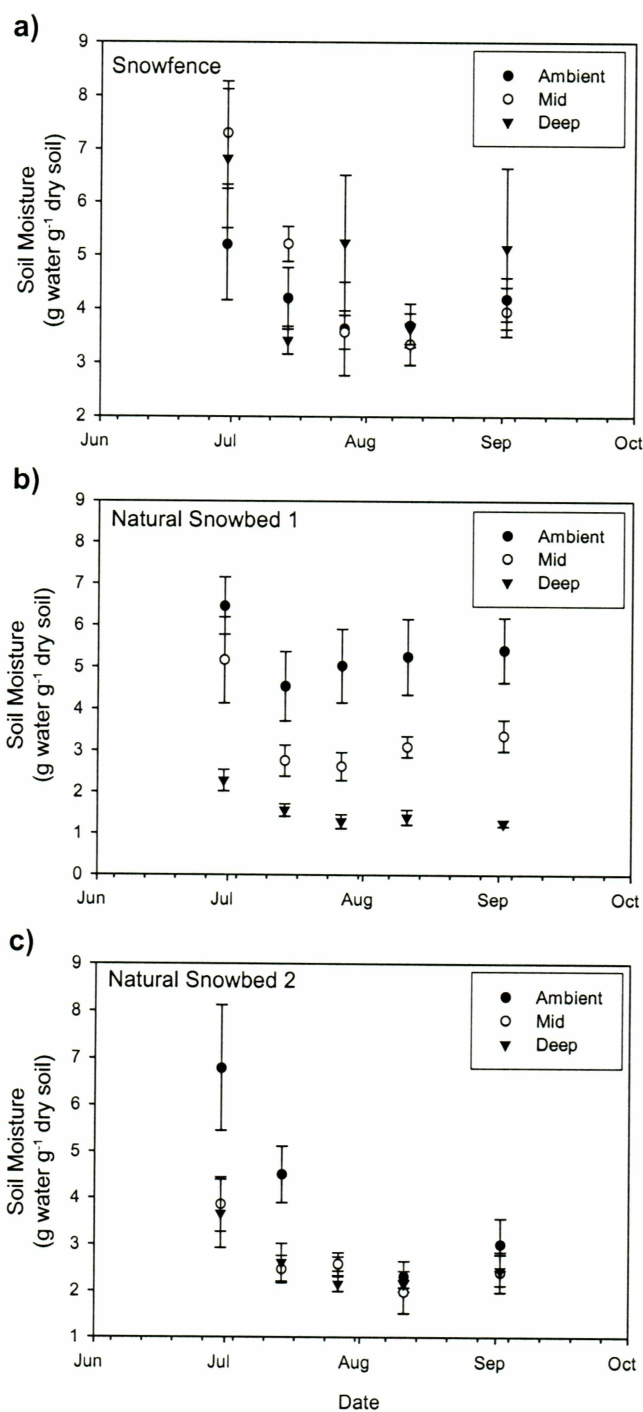 a)
Snowfence
Ambient
Mid
Deep
Soil Moisture
(g water g⁻¹ dry soil)
9
8
7
6
5
4
3
2
Jun Jul Aug Sep Oct
b)
Natural Snowbed 1
Ambient
Mid
Deep
Soil Moisture
(g water g⁻¹ dry soil)
9
8
7
6
5
4
3
2
1
0
Jun Jul Aug Sep Oct
c)
Natural Snowbed 2
Ambient
Mid
Deep
Soil Moisture
(g water g⁻¹ dry soil)
9
8
7
6
5
4
3
2
1
Jun Jul Aug Sep Oct
Date